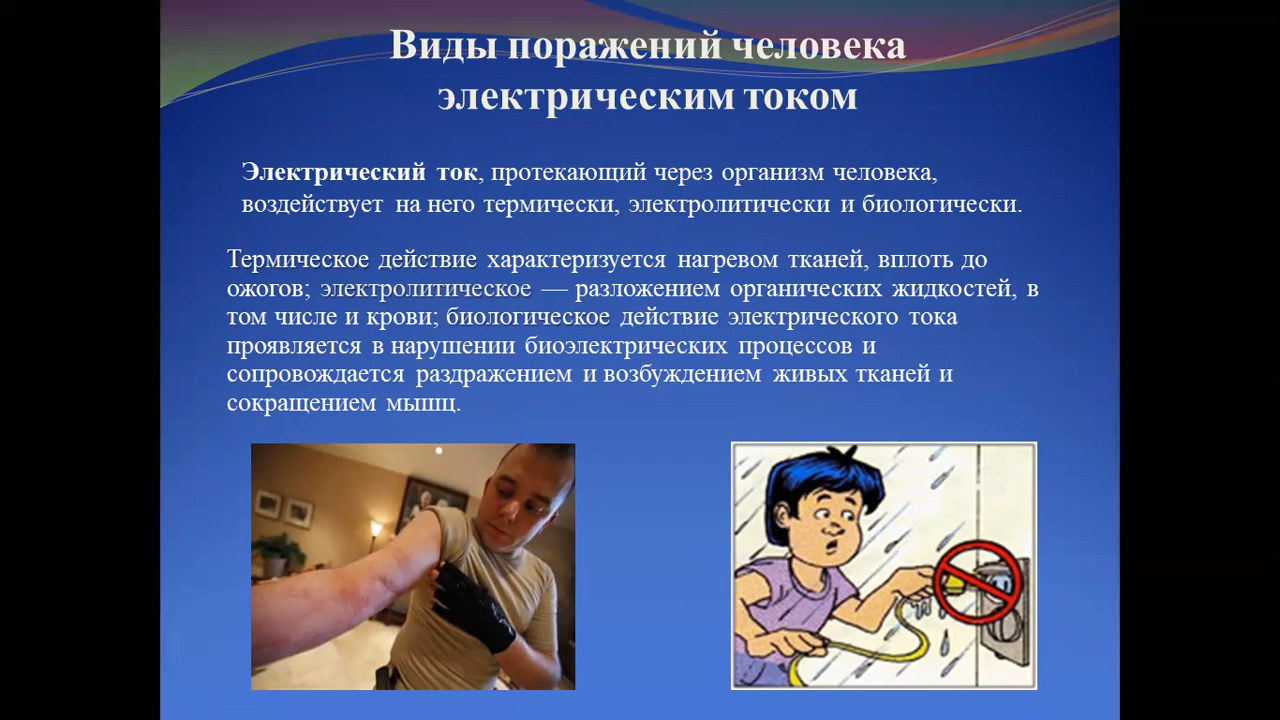 Виды поражений человека
электрическим током
Электрический ток, протекающий через организм человека,
воздействует на него термически, электролитически и биологически.
Термическое действие характеризуется нагревом тканей, вплоть до
ожогов; электролитическое — разложением органических жидкостей, в
том числе и крови; биологическое действие электрического тока
проявляется в нарушении биоэлектрических процессов и
сопровождается раздражением и возбуждением живых тканей и
сокращением мышц.